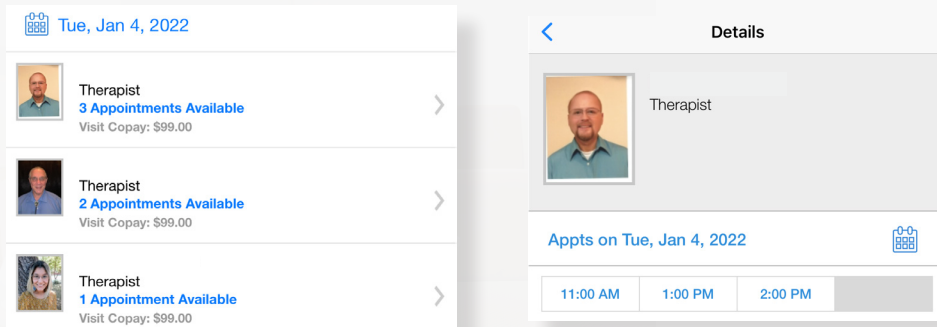 Tue, Jan 4, 2022
Therapist
3 Appointments Available
Visit Copay: $99.00
Therapist
2 Appointments Available
Visit Copay: $99.00
Therapist
1 Appointment Available
Visit Copay: $99.00
Details
Therapist
Appts on Tue, Jan 4, 2022
11:00 AM 1:00 PM 2:00 PM